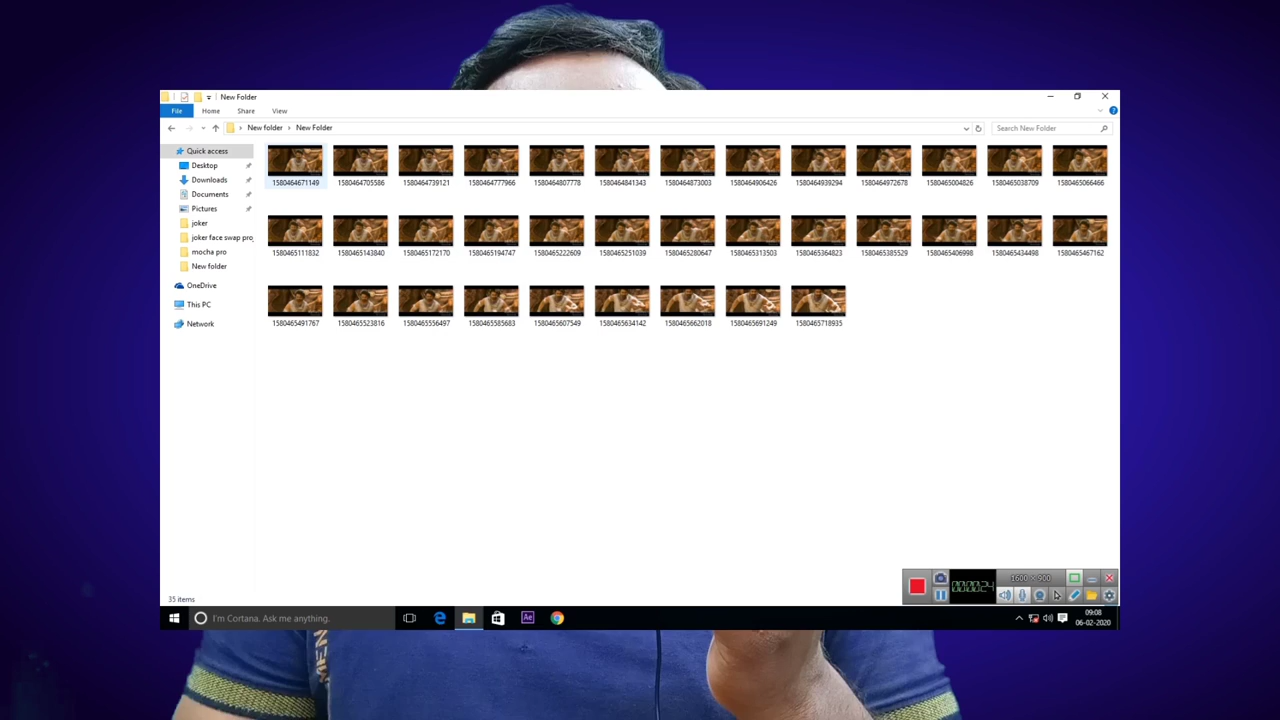 New Folder
File Home Share View
New folder New Folder Search New Folder
Quick access
Desktop
Downloads
Documents
Pictures
joker
joker face swap pro
mocha pro
New folder
OneDrive
This PC
Network
1580464671149 1580464705586 1580464739121 1580464777966 1580464807778 1580464841343 1580464873003 1580464906426 1580464939294 1580464972678 1580465004826 1580465038709 1580465066466
1580465111832 1580465143840 1580465172170 1580465194747 1580465222609 1580465251039 1580465280647 1580465313503 1580465364823 1580465385529 1580465406998 1580465434498 1580465467162
1580465491767 1580465523816 1580465556497 1580465585683 1580465607549 1580465634142 1580465662018 1580465691249 1580465718935
35 items
1600×900
00:00:24
I'm Cortana. Ask me anything.
Ae
09:08
06-02-2020